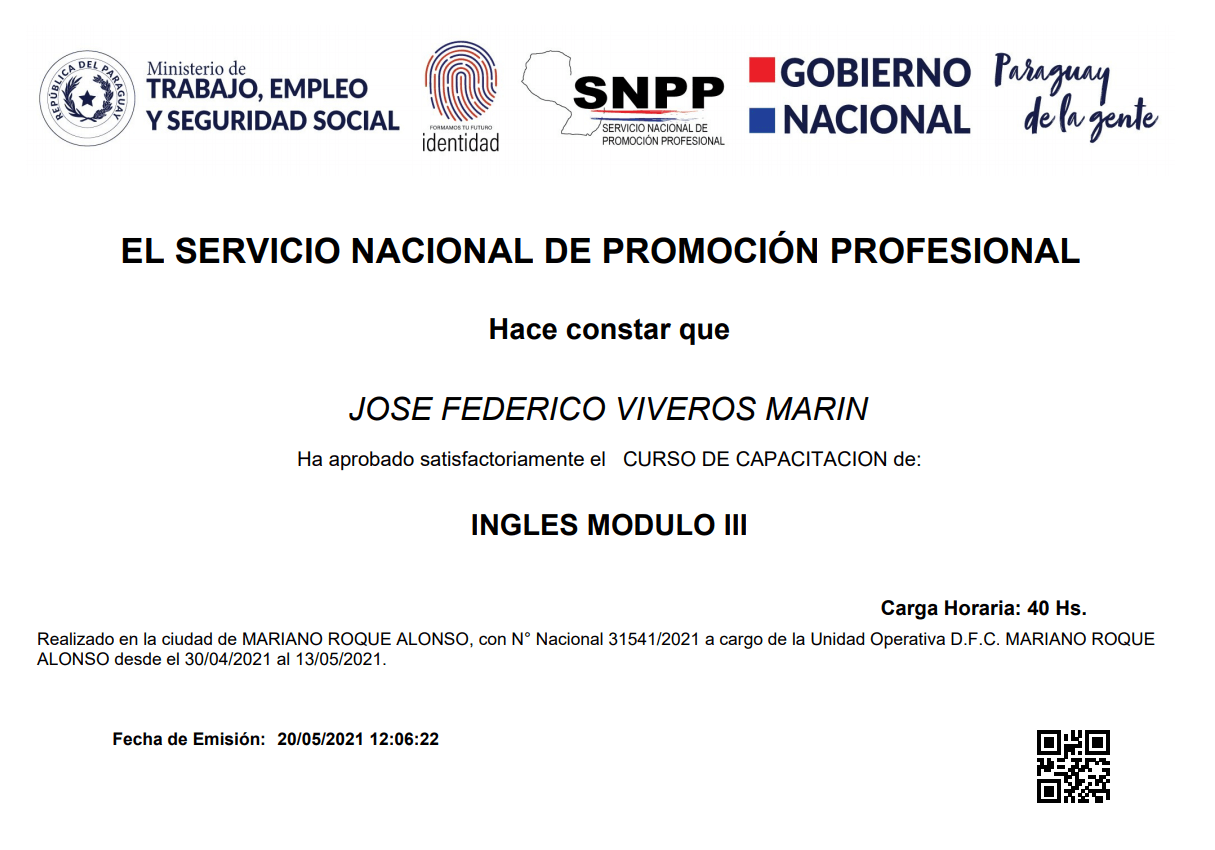 REPÚBLICA DEL PARAGUAY
Ministerio de
TRABAJO, EMPLEO
Y SEGURIDAD SOCIAL
FORMAMOS TU FUTURO
identidad
SNPP
SERVICIO NACIONAL DE
PROMOCIÓN PROFESIONAL
GOBIERNO
NACIONAL
Paraguay
de la gente
EL SERVICIO NACIONAL DE PROMOCIÓN PROFESIONAL
Hace constar que
JOSE FEDERICO VIVEROS MARIN
Ha aprobado satisfactoriamente el CURSO DE CAPACITACION de:
INGLES MODULO III
Carga Horaria: 40 Hs.
Realizado en la ciudad de MARIANO ROQUE ALONSO, con N° Nacional 31541/2021 a cargo de la Unidad Operativa D.F.C. MARIANO ROQUE
ALONSO desde el 30/04/2021 al 13/05/2021.
Fecha de Emisión: 20/05/2021 12:06:22